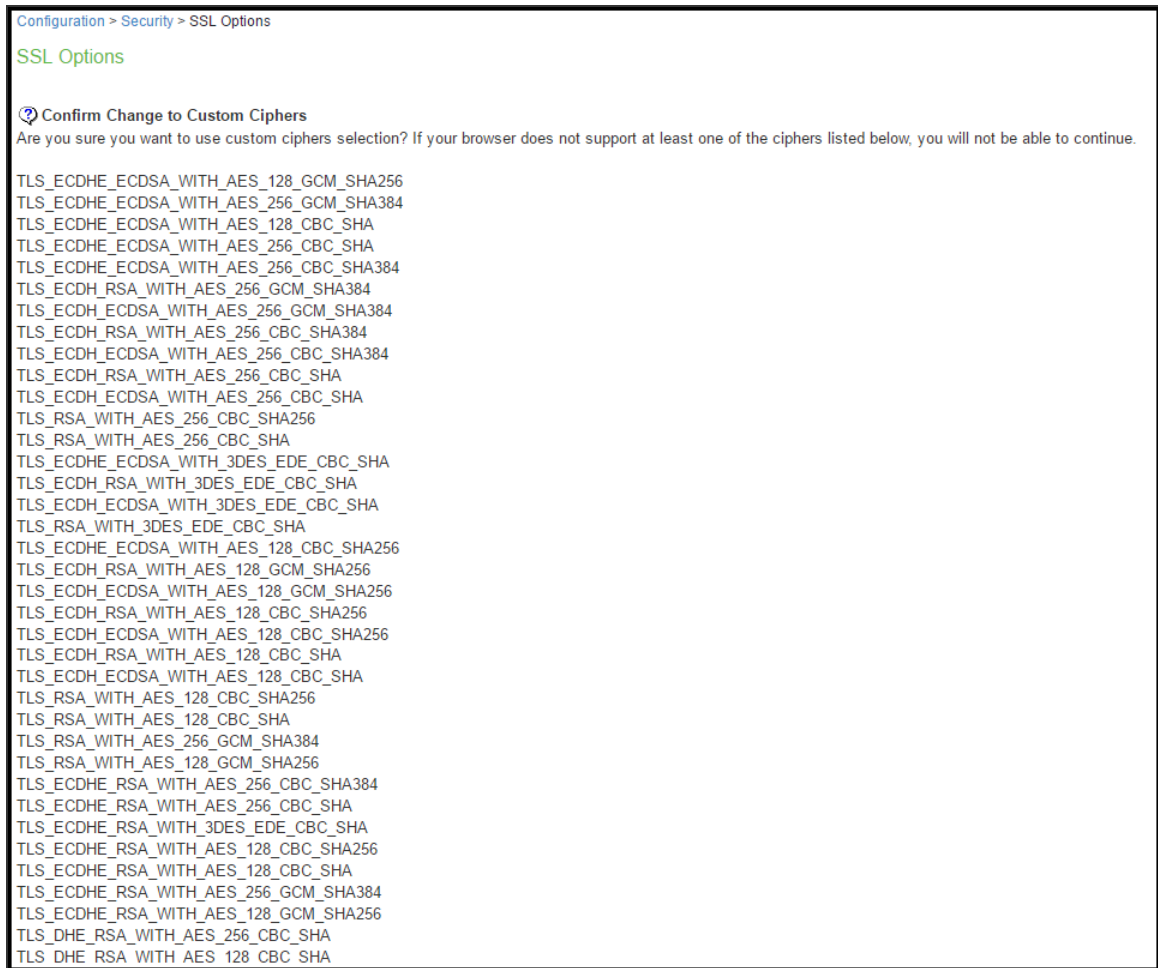 Configuration > Security > SSL Options
SSL Options
Confirm Change to Custom Ciphers
Are you sure you want to use custom ciphers selection? If your browser does not support at least one of the ciphers listed below, you will not be able to continue.
TLS_ECDHE_ECDSA_WITH_AES_128_GCM_SHA256
TLS_ECDHE_ECDSA_WITH_AES_256_GCM_SHA384
TLS_ECDHE_ECDSA_WITH_AES_128_CBC_SHA
TLS_ECDHE_ECDSA_WITH_AES_256_CBC_SHA
TLS_ECDHE_ECDSA_WITH_AES_256_CBC_SHA384
TLS_ECDH_RSA_WITH_AES_256_GCM_SHA384
TLS_ECDH_ECDSA_WITH_AES_256_GCM_SHA384
TLS_ECDH_RSA_WITH_AES_256_CBC_SHA384
TLS_ECDH_ECDSA_WITH_AES_256_CBC_SHA384
TLS_ECDH_RSA_WITH_AES_256_CBC_SHA
TLS_ECDH_ECDSA_WITH_AES_256_CBC_SHA
TLS_RSA_WITH_AES_256_CBC_SHA256
TLS_RSA_WITH_AES_256_CBC_SHA
TLS_ECDHE_ECDSA_WITH_3DES_EDE_CBC_SHA
TLS_ECDH_RSA_WITH_3DES_EDE_CBC_SHA
TLS_ECDH_ECDSA_WITH_3DES_EDE_CBC_SHA
TLS_RSA_WITH_3DES_EDE_CBC_SHA
TLS_ECDHE_ECDSA_WITH_AES_128_CBC_SHA256
TLS_ECDH_RSA_WITH_AES_128_GCM_SHA256
TLS_ECDH_ECDSA_WITH_AES_128_GCM_SHA256
TLS_ECDH_RSA_WITH_AES_128_CBC_SHA256
TLS_ECDH_ECDSA_WITH_AES_128_CBC_SHA256
TLS_ECDH_RSA_WITH_AES_128_CBC_SHA
TLS_ECDH_ECDSA_WITH_AES_128_CBC_SHA
TLS_RSA_WITH_AES_128_CBC_SHA256
TLS_RSA_WITH_AES_128_CBC_SHA
TLS_RSA_WITH_AES_256_GCM_SHA384
TLS_RSA_WITH_AES_128_GCM_SHA256
TLS_ECDHE_RSA_WITH_AES_256_CBC_SHA384
TLS_ECDHE_RSA_WITH_AES_256_CBC_SHA
TLS_ECDHE_RSA_WITH_3DES_EDE_CBC_SHA
TLS_ECDHE_RSA_WITH_AES_128_CBC_SHA256
TLS_ECDHE_RSA_WITH_AES_128_CBC_SHA
TLS_ECDHE_RSA_WITH_AES_256_GCM_SHA384
TLS_ECDHE_RSA_WITH_AES_128_GCM_SHA256
TLS_DHE_RSA_WITH_AES_256_CBC_SHA
TLS_DHE_RSA_WITH_AES_128_CBC_SHA